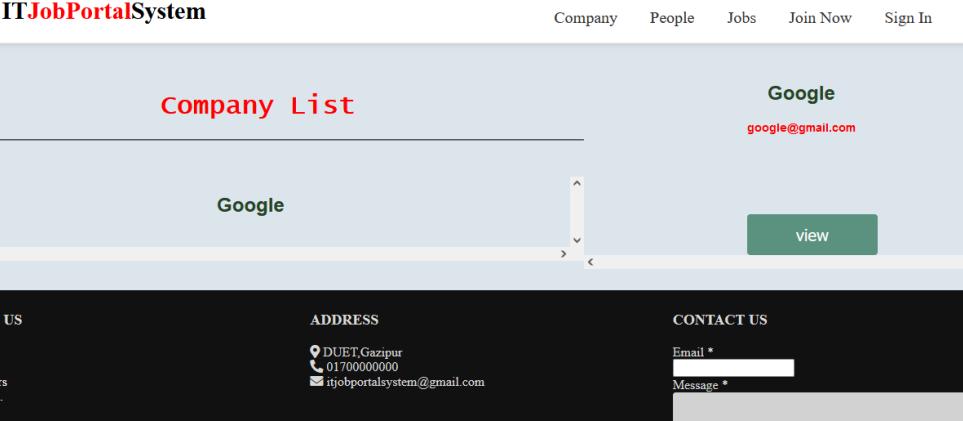 ITJobPortalSystem
Company People Jobs Join Now Sign In
Company List
Google
Google
google@gmail.com
view
US
rs
.
ADDRESS
DUET,Gazipur
01700000000
itjobportalsystem@gmail.com
CONTACT US
Email *
Message *